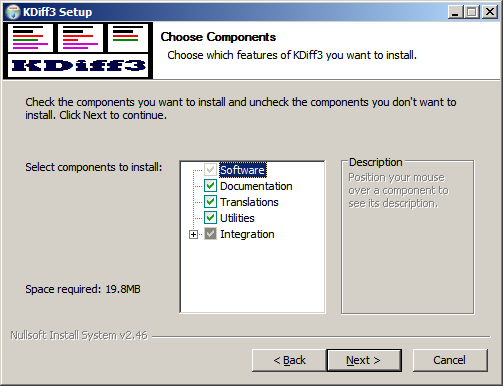 KDiff3 Setup
KDiff3
Choose Components
Choose which features of KDiff3 you want to install.
Check the components you want to install and uncheck the components you don't want to
install. Click Next to continue.
Select components to install:
Software
Documentation
Translations
Utilities
Integration
Description
Position your mouse
over a component to
see its description.
Space required: 19.8MB
Nullsoft Install System v2.46
< Back
Next >
Cancel